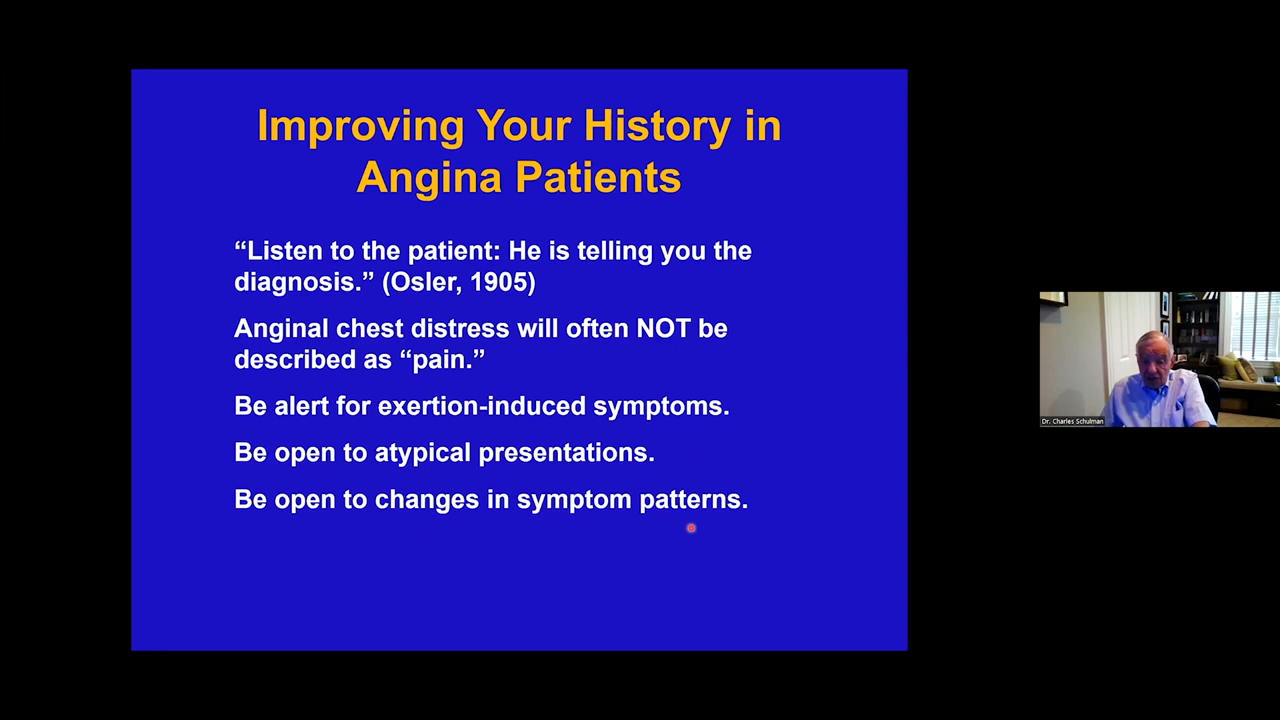 Improving Your History in
Angina Patients
“Listen to the patient: He is telling you the
diagnosis.” (Osler, 1905)
Anginal chest distress will often NOT be
described as “pain.”
Be alert for exertion-induced symptoms.
Be open to atypical presentations.
Be open to changes in symptom patterns.
Dr. Charles Schulman